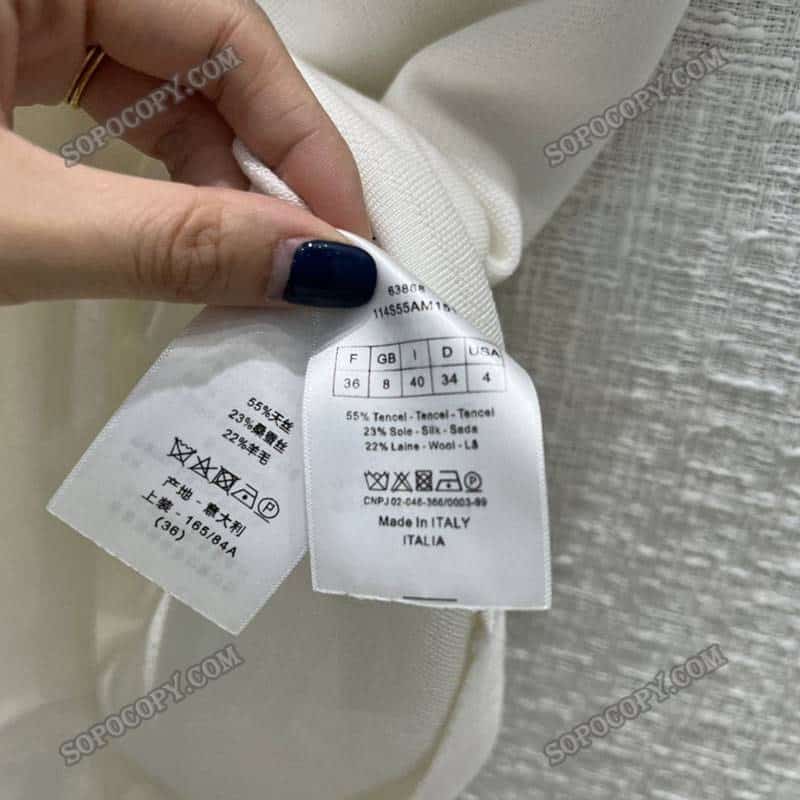 SOPOCOPY.COM
SOPOCOPY.COM
55%天丝
23%桑蚕丝
22%羊毛
P
产地 - 意大利
上装 - 165/84A
(36)
114S55AM
F GB I D USA
36 8 40 34 4
55% Tencel - Tencel - Tencel
23% Soie - Silk - Seda
22% Laine - Wool - Lã
P
CNPJ 02-046-366/0003-99
Made in ITALY
ITALIA
SOPOCOPY.COM
SOPOCOPY.COM